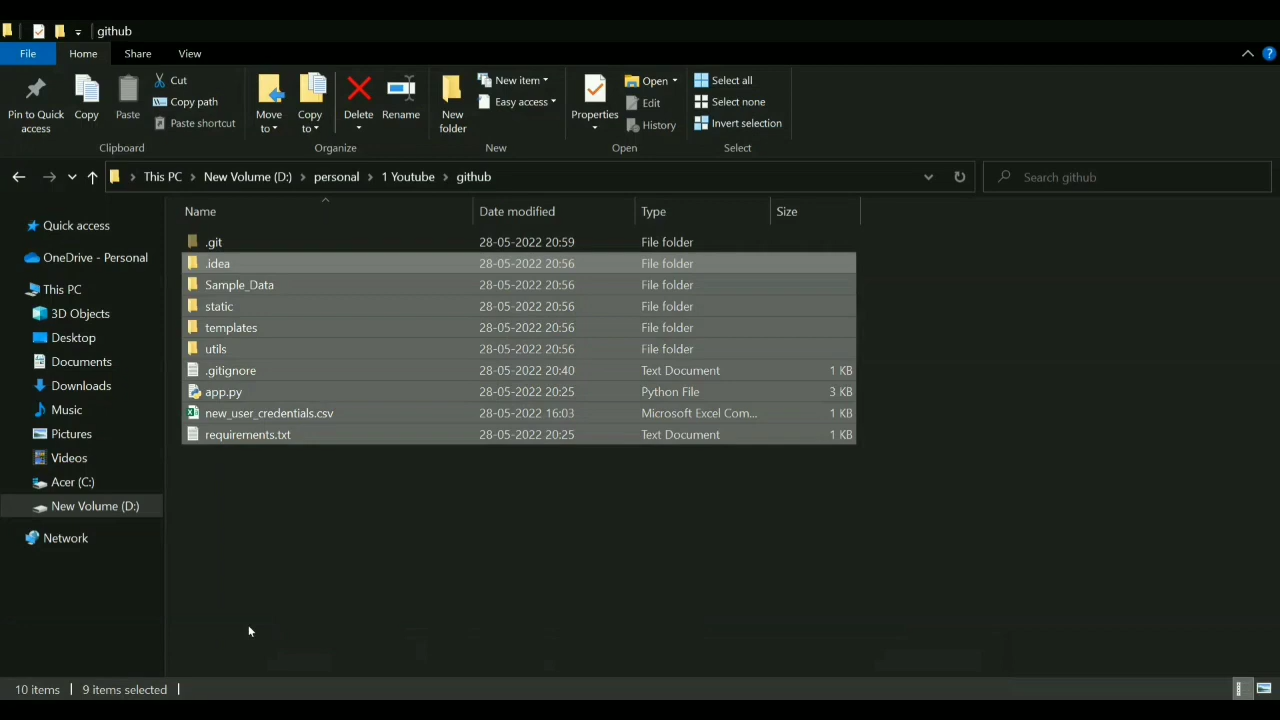 github
File Home Share View
Pin to Quick access
Copy
Paste
Cut
Copy path
Paste shortcut
Clipboard
Move to
Copy to
Delete
Rename
Organize
New folder
New item
Easy access
New
Properties
Open
Edit
History
Open
Select all
Select none
Invert selection
Select
This PC > New Volume (D:) > personal > 1 Youtube > github
Search github
Name Date modified Type Size
.git 28-05-2022 20:59 File folder
.idea 28-05-2022 20:56 File folder
Sample_Data 28-05-2022 20:56 File folder
static 28-05-2022 20:56 File folder
templates 28-05-2022 20:56 File folder
utils 28-05-2022 20:56 File folder
.gitignore 28-05-2022 20:40 Text Document 1 KB
app.py 28-05-2022 20:25 Python File 3 KB
new_user_credentials.csv 28-05-2022 16:03 Microsoft Excel Com... 1 KB
requirements.txt 28-05-2022 20:25 Text Document 1 KB
Quick access
OneDrive - Personal
This PC
3D Objects
Desktop
Documents
Downloads
Music
Pictures
Videos
Acer (C:)
New Volume (D:)
Network
10 items 9 items selected